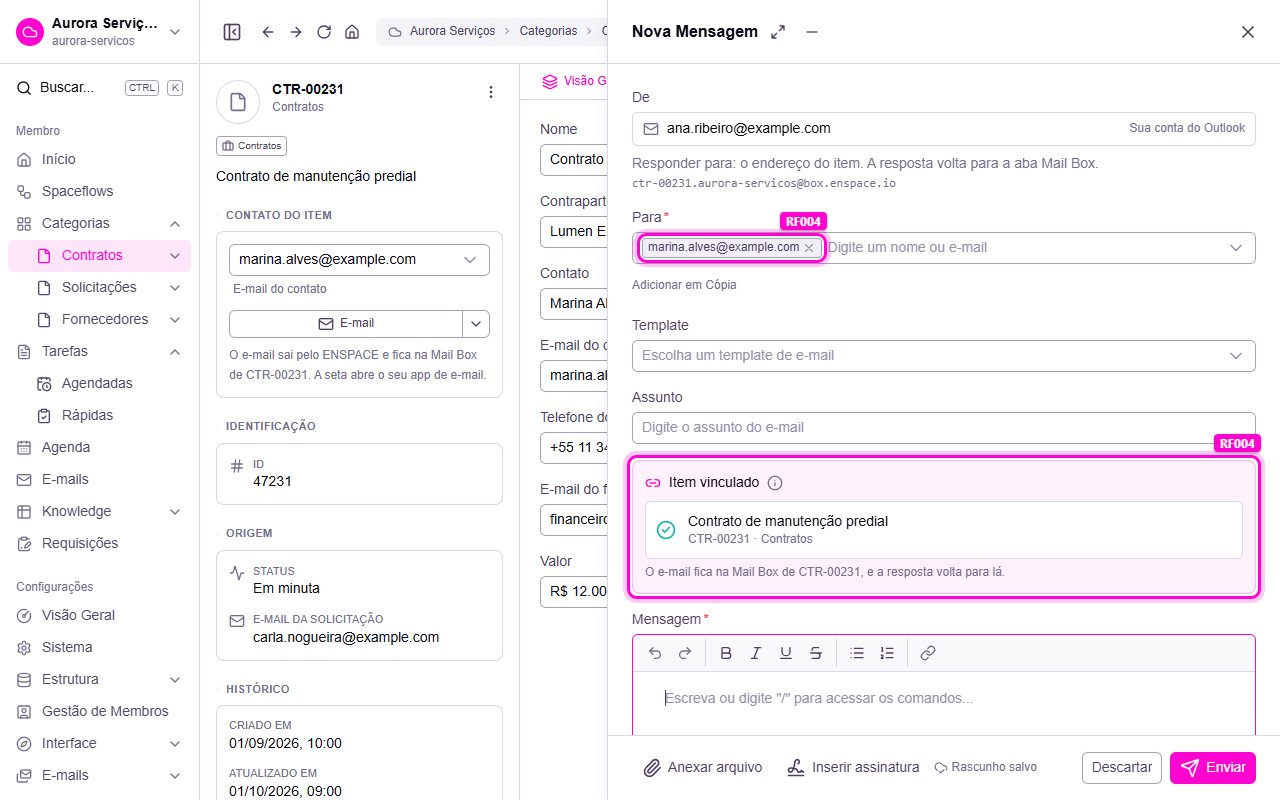 Aurora Serviç...
aurora-servicos
Buscar...
CTRL
K
Membro
Início
Spaceflows
Categorias
Contratos
Solicitações
Fornecedores
Tarefas
Agendadas
Rápidas
Agenda
E-mails
Knowledge
Requisições
Configurações
Visão Geral
Sistema
Estrutura
Gestão de Membros
Interface
E-mails
Aurora Serviços
Categorias
CTR-00231
Contratos
Contratos
Contrato de manutenção predial
CONTATO DO ITEM
marina.alves@example.com
E-mail do contato
E-mail
O e-mail sai pelo ENSPACE e fica na Mail Box
de CTR-00231. A seta abre o seu app de e-mail.
IDENTIFICAÇÃO
ID
47231
ORIGEM
STATUS
Em minuta
E-MAIL DA SOLICITAÇÃO
carla.nogueira@example.com
HISTÓRICO
CRIADO EM
01/09/2026, 10:00
ATUALIZADO EM
01/10/2026, 09:00
Visão G
Nome
Contrato
Contrapart
Lumen E
Contato
Marina Al
E-mail do c
marina.al
Telefone do
+55 11 34
E-mail do f
financeiro
Valor
R$ 12.00
Nova Mensagem
De
ana.ribeiro@example.com
Sua conta do Outlook
Responder para: o endereço do item. A resposta volta para a aba Mail Box.
ctr-00231.aurora-servicos@box.enspace.io
Para*
RF004
marina.alves@example.com
Digite um nome ou e-mail
Adicionar em Cópia
Template
Escolha um template de e-mail
Assunto
Digite o assunto do e-mail
RF004
Item vinculado
Contrato de manutenção predial
CTR-00231 · Contratos
O e-mail fica na Mail Box de CTR-00231, e a resposta volta para lá.
Mensagem*
Escreva ou digite "/" para acessar os comandos...
Anexar arquivo
Inserir assinatura
Rascunho salvo
Descartar
Enviar